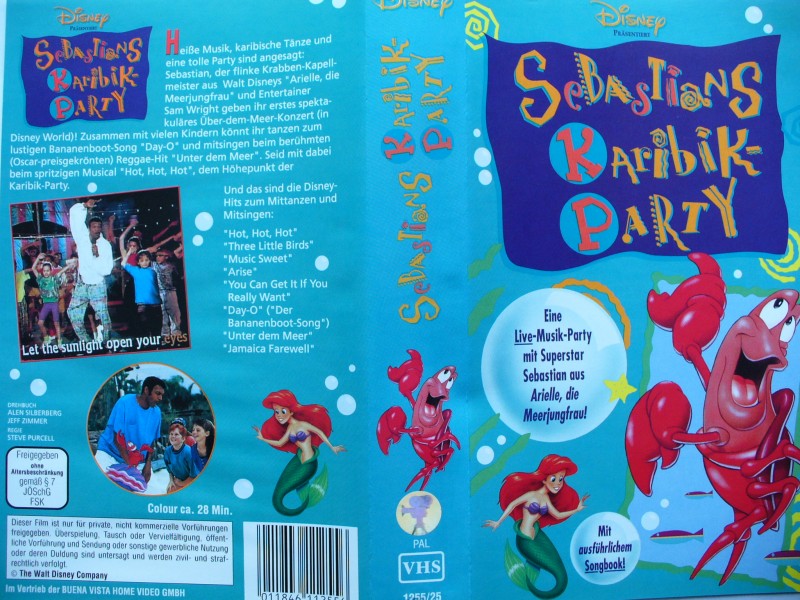 Disney
PRÄSENTIERT
SEBASTIANS
KARIBIK-
PARTY
Heiße Musik, karibische Tänze und
eine tolle Party sind angesagt:
Sebastian, der flinke Krabben-Kapell-
meister aus Walt Disneys "Arielle, die
Meerjungfrau" und Entertainer
Sam Wright geben ihr erstes spekta-
kuläres Über-dem-Meer-Konzert (in
Disney World)! Zusammen mit vielen Kindern könnt ihr tanzen zum
lustigen Bananenboot-Song "Day-O" und mitsingen beim berühmten
(Oscar-preisgekrönten) Reggae-Hit "Unter dem Meer". Seid mit dabei
beim spritzigen Musical "Hot, Hot, Hot", dem Höhepunkt der
Karibik-Party.
Let the sunlight open your eyes
Und das sind die Disney-
Hits zum Mittanzen und
Mitsingen:
"Hot, Hot, Hot"
"Three Little Birds"
"Music Sweet"
"Arise"
"You Can Get It If You
Really Want"
"Day-O" ("Der
Bananenboot-Song")
"Unter dem Meer"
"Jamaica Farewell"
DREHBUCH
ALEN SILBERBERG
JEFF ZIMMER
REGIE
STEVE PURCELL
Freigegeben
ohne
Altersbeschränkung
gemäß § 7
JÖSchG
FSK
Colour ca. 28 Min.
Dieser Film ist nur für private, nicht kommerzielle Vorführungen
freigegeben. Überspielung, Tausch oder Vervielfältigung, öffent-
liche Vorführung und Sendung oder sonstige gewerbliche Nutzung
oder deren Duldung sind untersagt und werden zivil- und straf-
rechtlich verfolgt.
© The Walt Disney Company
Im Vertrieb der BUENA VISTA HOME VIDEO GMBH
Disney
SEBASTIANS KARIBIK-
PARTY
PAL
VHS
1255/25
Disney
PRÄSENTIERT
SEBASTIANS
KARIBIK-
PARTY
Eine
Live-Musik-Party
mit Superstar
Sebastian aus
Arielle, die
Meerjungfrau!
Mit
ausführlichem
Songbook!